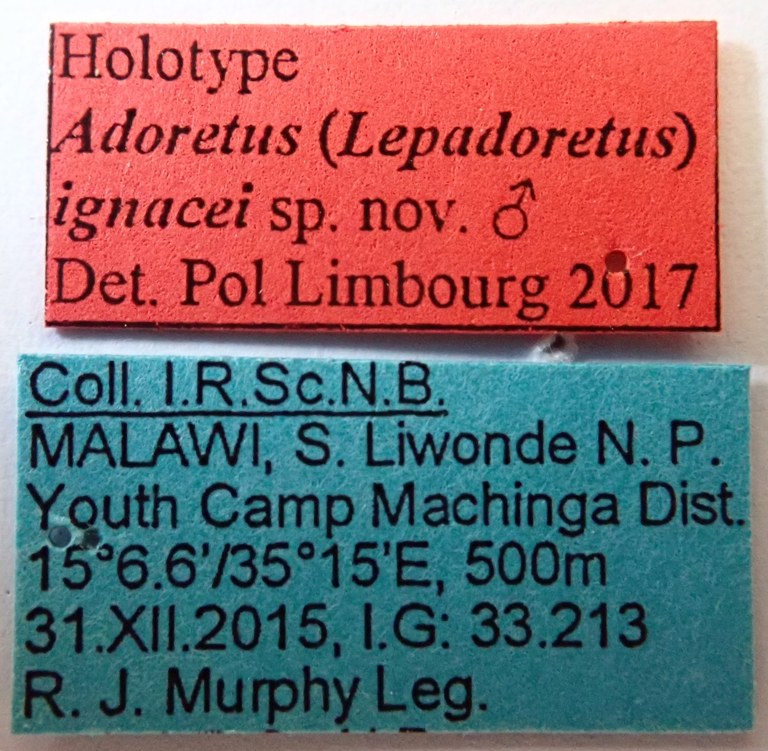 Holotype
Adoretus (Lepadoretus)
ignacei sp. nov. ♂
Det. Pol Limbourg 2017
Coll. I.R.Sc.N.B.
MALAWI, S. Liwonde N. P.
Youth Camp Machinga Dist.
15°6.6'/35°15'E, 500m
31.XII.2015, I.G: 33.213
R. J. Murphy Leg.